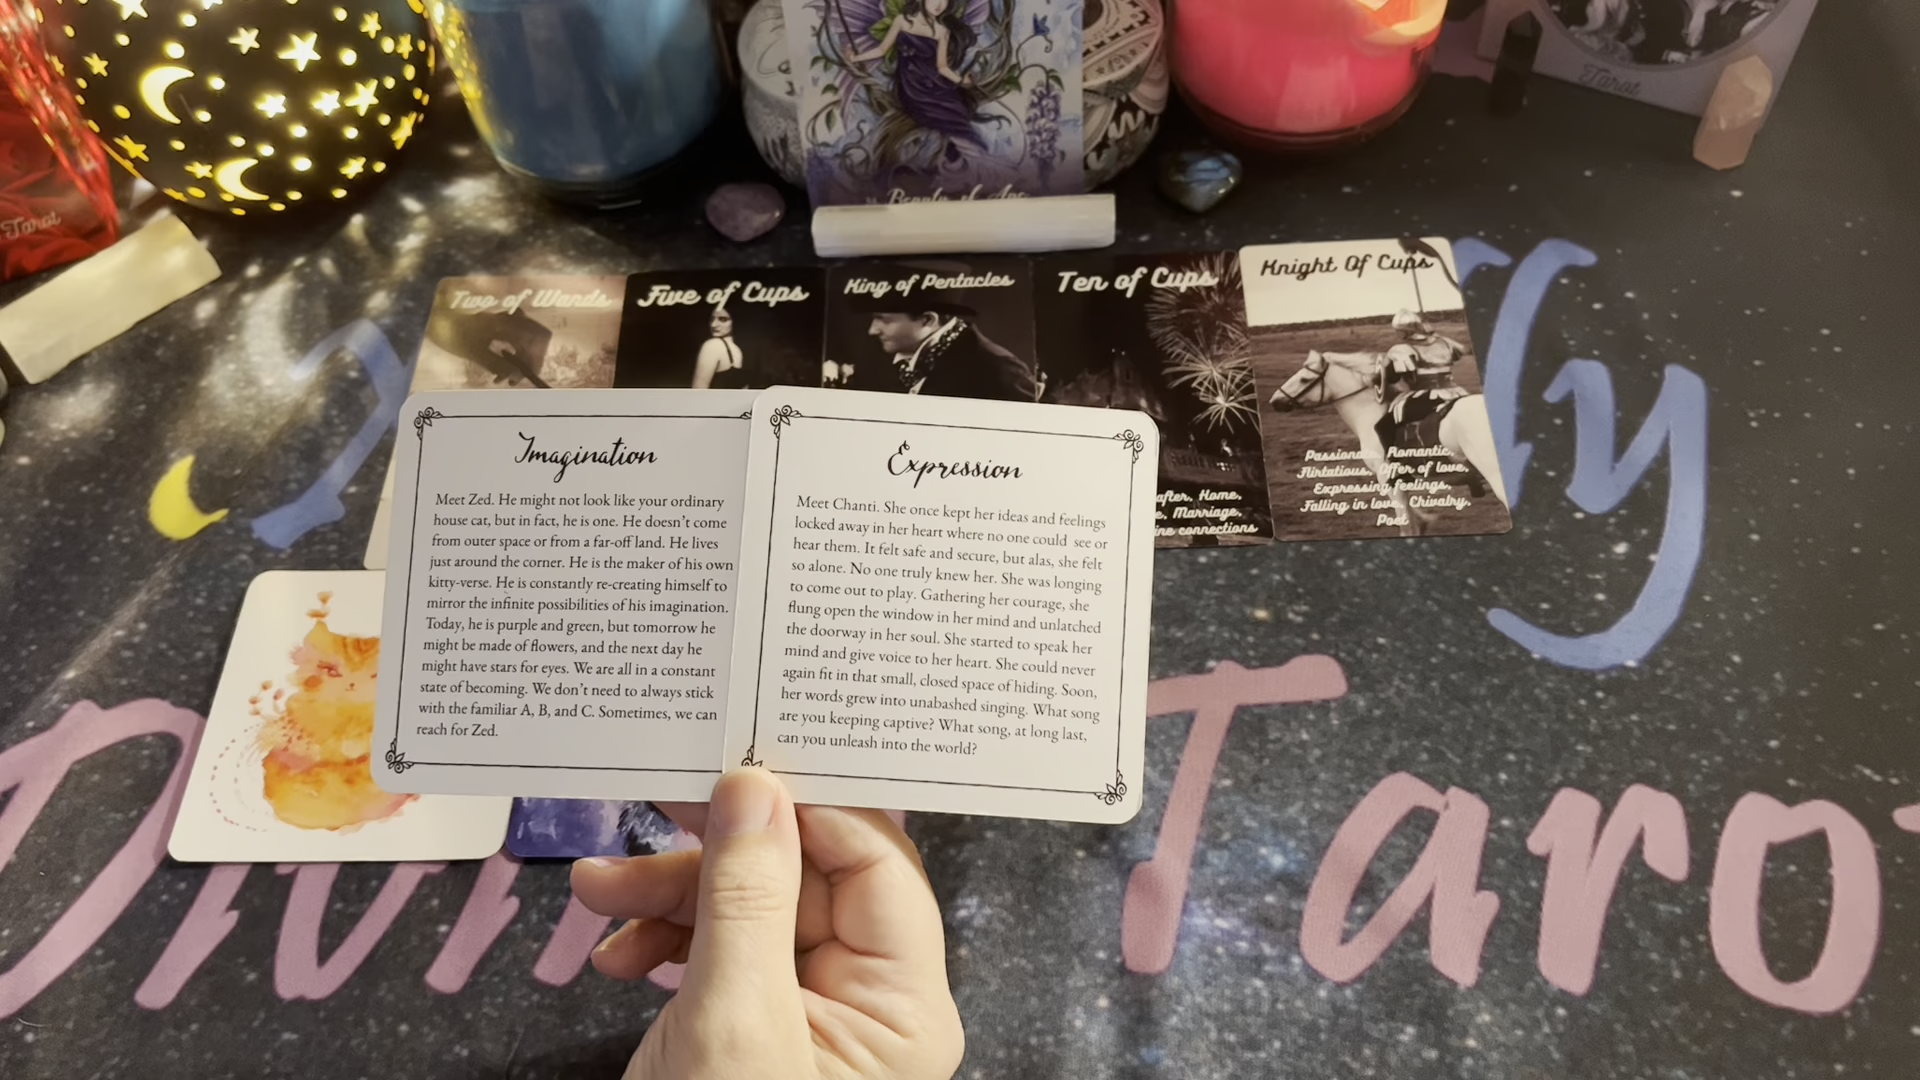 Tarot
Tarot
Beauty of
Two of Wands
Five of Cups
King of Pentacles
Ten of Cups
Knight Of Cups
Passionate, Romantic,
Flirtatious, Offer of love,
Expressing feelings,
Falling in love, Chivalry,
Poet
after, Home,
Marriage,
connections
Imagination
Meet Zed. He might not look like your ordinary
house cat, but in fact, he is one. He doesn't come
from outer space or from a far-off land. He lives
just around the corner. He is the maker of his own
kitty-verse. He is constantly re-creating himself to
mirror the infinite possibilities of his imagination.
Today, he is purple and green, but tomorrow he
might be made of flowers, and the next day he
might have stars for eyes. We are all in a constant
state of becoming. We don't need to always stick
with the familiar A, B, and C. Sometimes, we can
reach for Zed.
Expression
Meet Chanti. She once kept her ideas and feelings
locked away in her heart where no one could see or
hear them. It felt safe and secure, but alas, she felt
so alone. No one truly knew her. She was longing
to come out to play. Gathering her courage, she
flung open the window in her mind and unlatched
the doorway in her soul. She started to speak her
mind and give voice to her heart. She could never
again fit in that small, closed space of hiding. Soon,
her words grew into unabashed singing. What song
are you keeping captive? What song, at long last,
can you unleash into the world?
lly
Taro